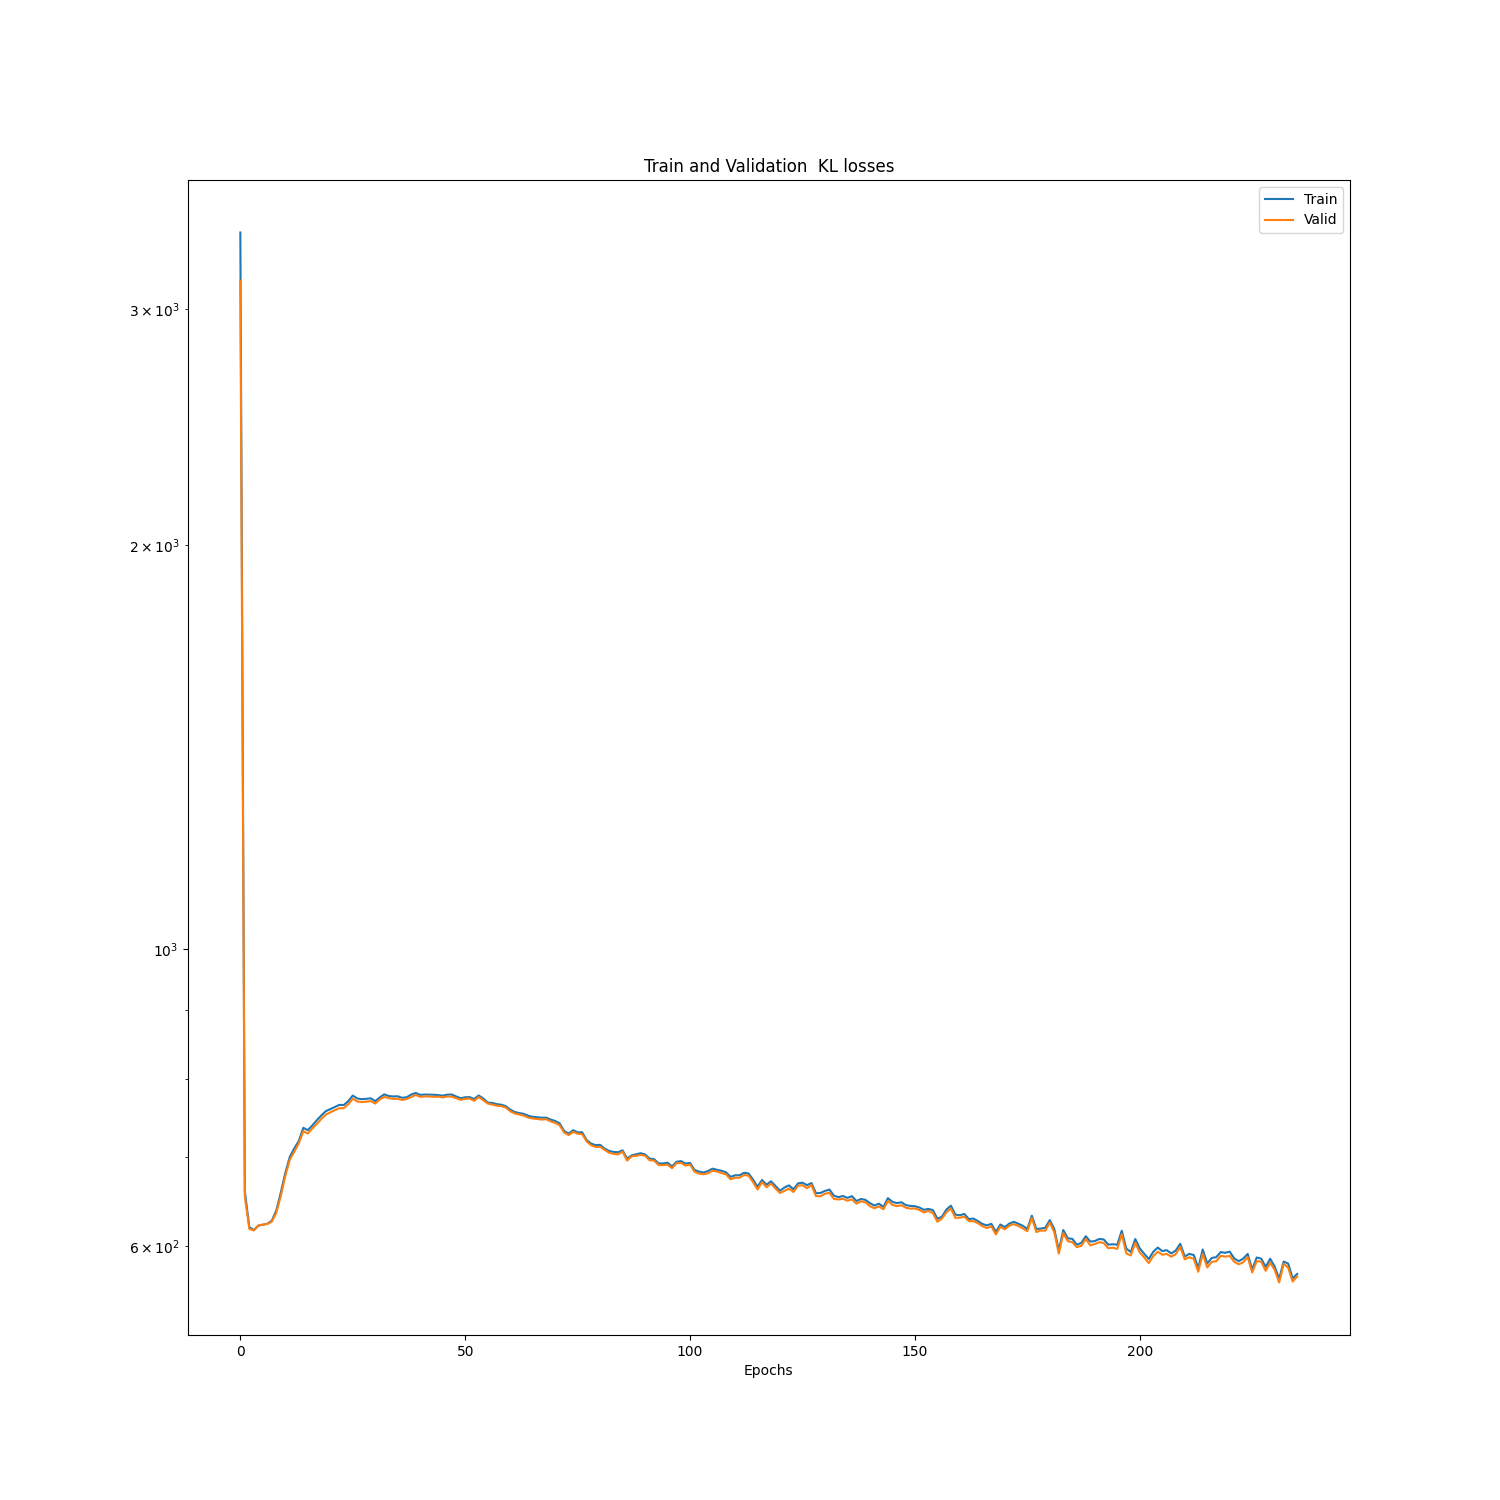 Train and Validation  KL losses
Train
Valid
3 × 10³
2 × 10³
10³
6 × 10²
0 50 100 150 200
Epochs